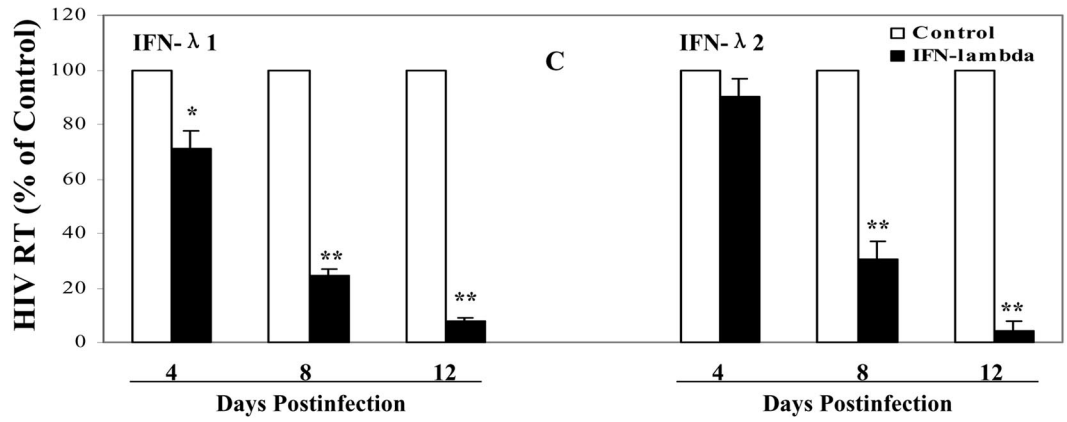 HIV RT (% of Control)
120
100
80
60
40
20
0
IFN- λ 1
*
**
**
4
8
12
Days Postinfection
C
IFN- λ 2
Control
IFN-lambda
**
**
4
8
12
Days Postinfection